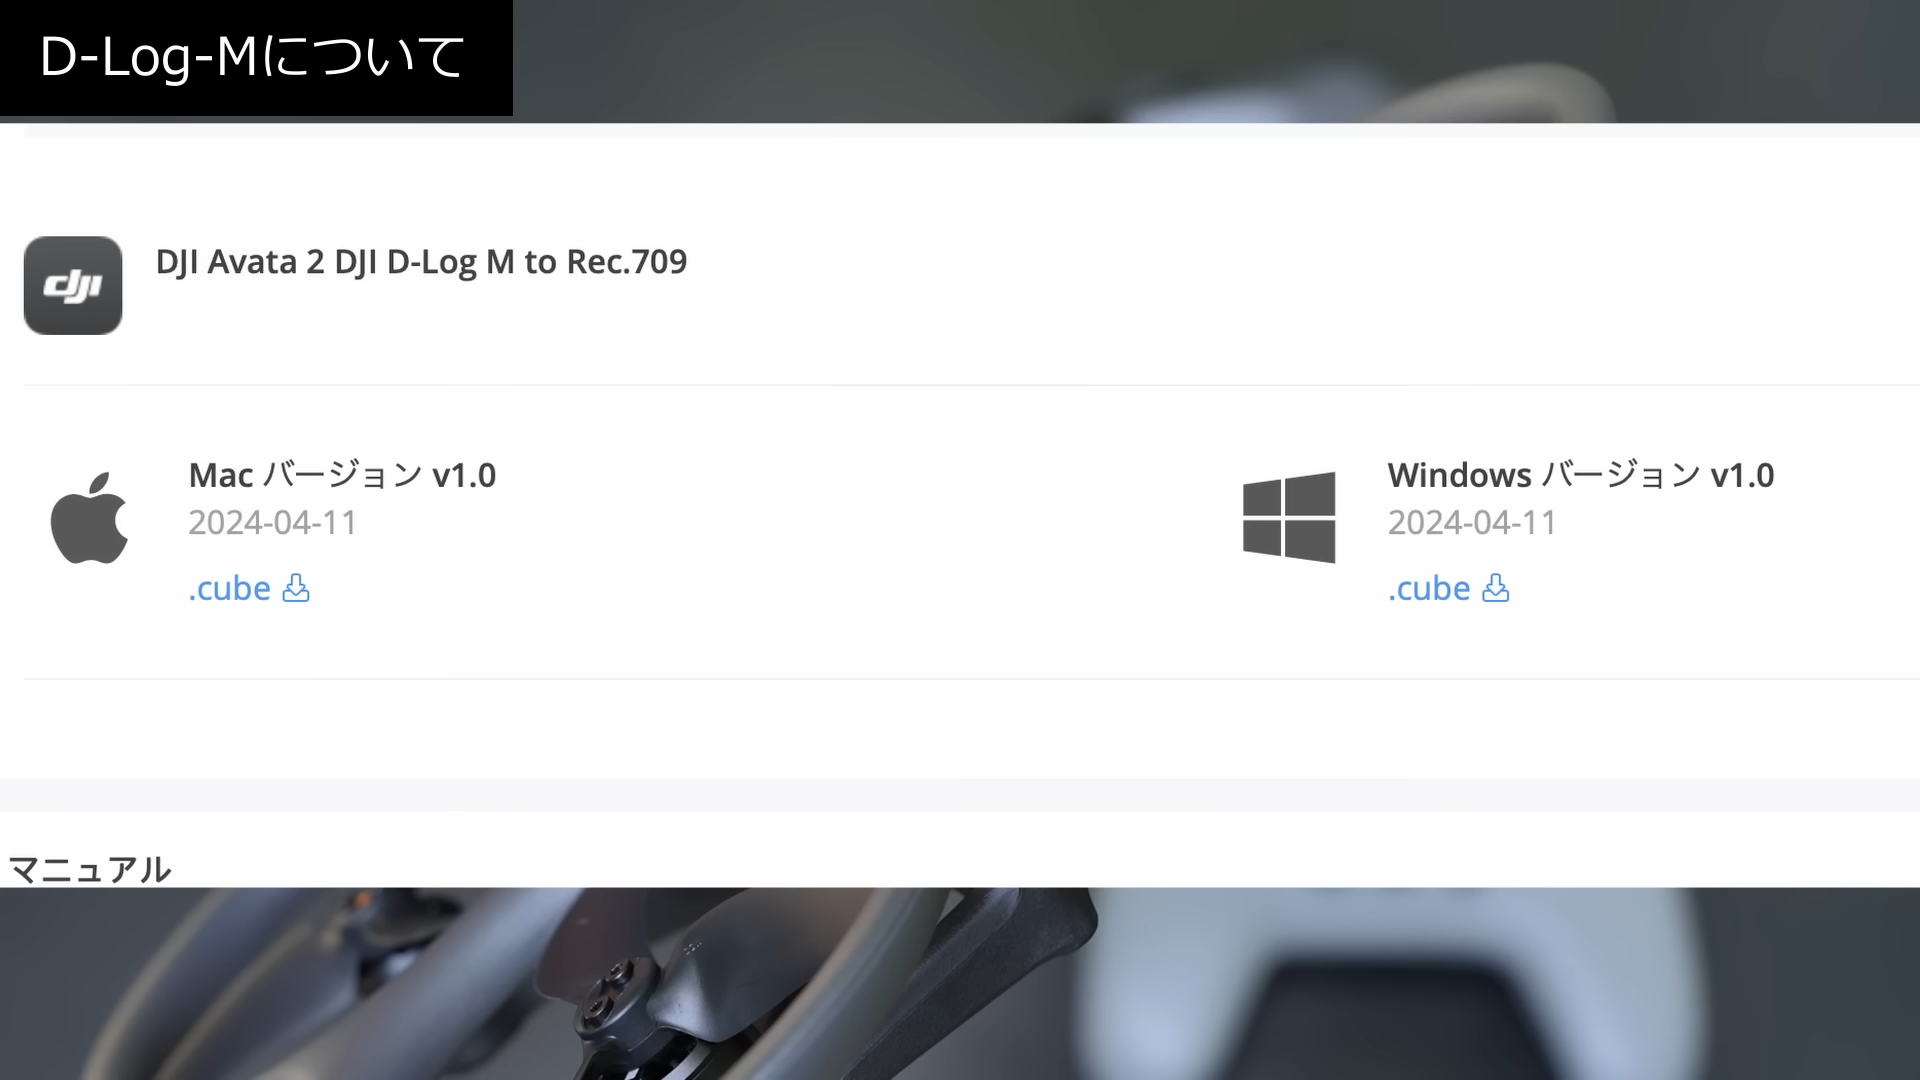 D-Log-Mについて
dji
DJI Avata 2 DJI D-Log M to Rec.709
Mac バージョン v1.0
2024-04-11
.cube
Windows バージョン v1.0
2024-04-11
.cube
マニュアル